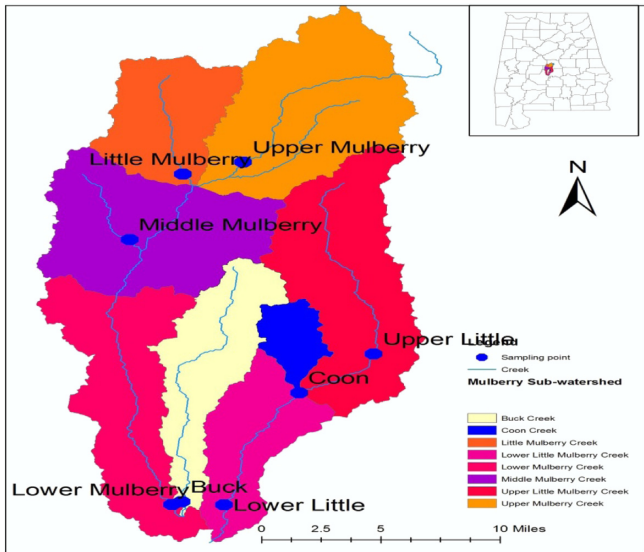 N
Little Mulberry
Upper Mulberry
Middle Mulberry
Upper Little
Coon
Lower Mulberry
Buck
Lower Little
Legend
Sampling point
Creek
Mulberry Sub-watershed
Buck Creek
Coon Creek
Little Mulberry Creek
Lower Little Mulberry Creek
Lower Mulberry Creek
Middle Mulberry Creek
Upper Little Mulberry Creek
Upper Mulberry Creek
0 2.5 5 10 Miles